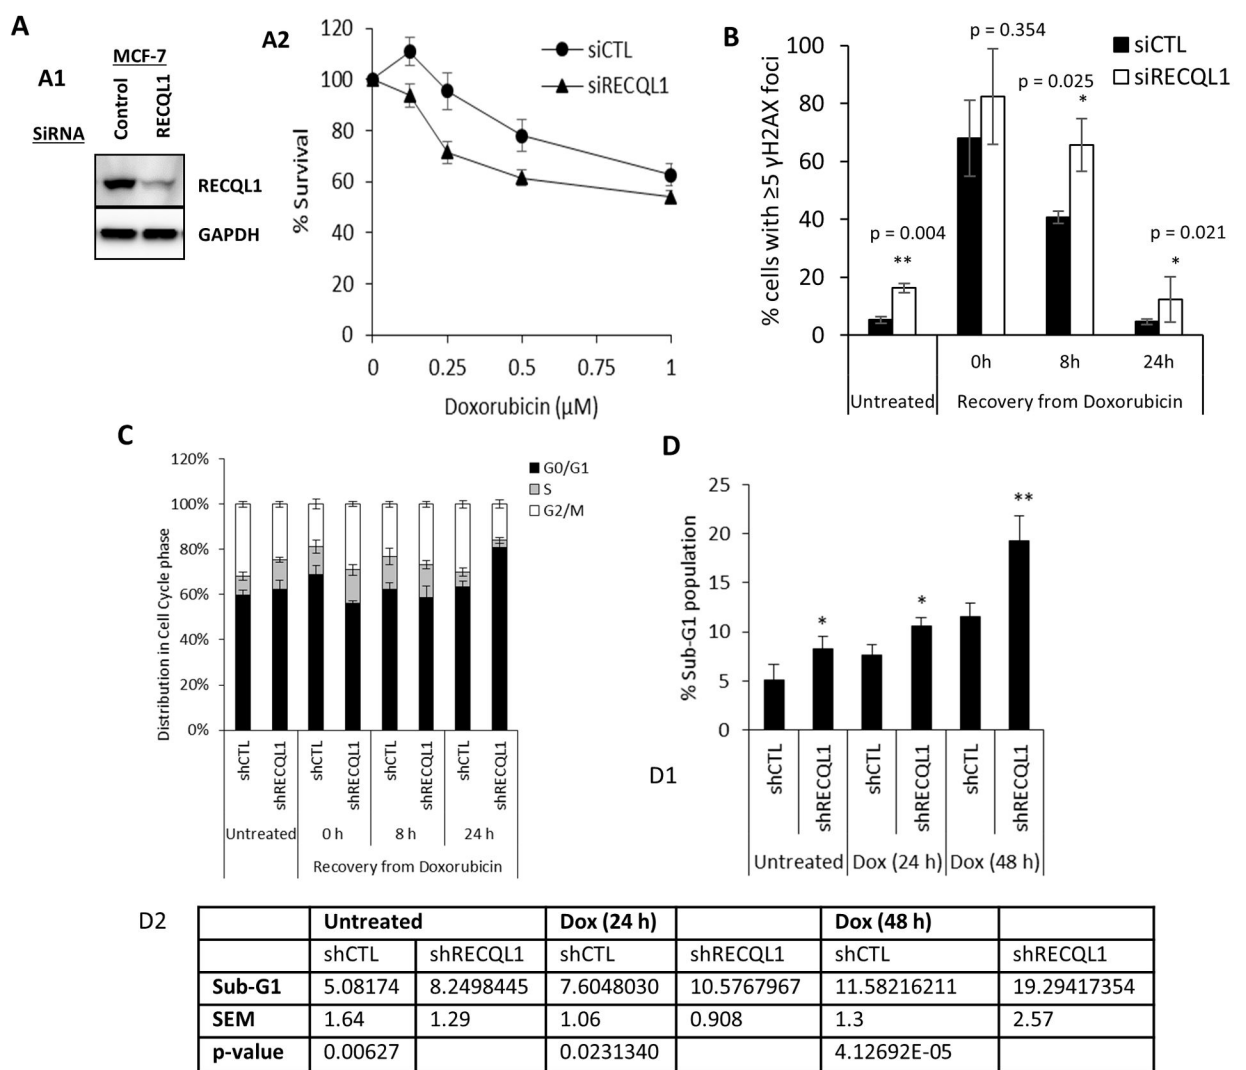 A
A1
MCF-7
SiRNA
Control
RECQL1
RECQL1
GAPDH
A2
120
100
80
60
40
20
0
% Survival
siCTL
siRECQL1
0
0.25
0.5
0.75
1
Doxorubicin (µM)
B
100
80
60
40
20
0
% cells with ≥5 γH2AX foci
siCTL
siRECQL1
p = 0.354
p = 0.025
*
p = 0.004
**
p = 0.021
*
0h
8h
24h
Untreated
Recovery from Doxorubicin
C
120%
100%
80%
60%
40%
20%
0%
Distribution in Cell Cycle phase
G0/G1
S
G2/M
shCTL
shRECQL1
shCTL
shRECQL1
shCTL
shRECQL1
shCTL
shRECQL1
Untreated
0 h
8 h
24 h
Recovery from Doxorubicin
D
25
20
15
10
5
0
% Sub-G1 population
*
*
**
D1
shCTL
shRECQL1
shCTL
shRECQL1
shCTL
shRECQL1
Untreated
Dox (24 h)
Dox (48 h)
D2
Untreated Dox (24 h) Dox (48 h)
shCTL shRECQL1 shCTL shRECQL1 shCTL shRECQL1
Sub-G1 5.08174 8.2498445 7.6048030 10.5767967 11.58216211 19.29417354
SEM 1.64 1.29 1.06 0.908 1.3 2.57
p-value 0.00627 0.0231340 4.12692E-05